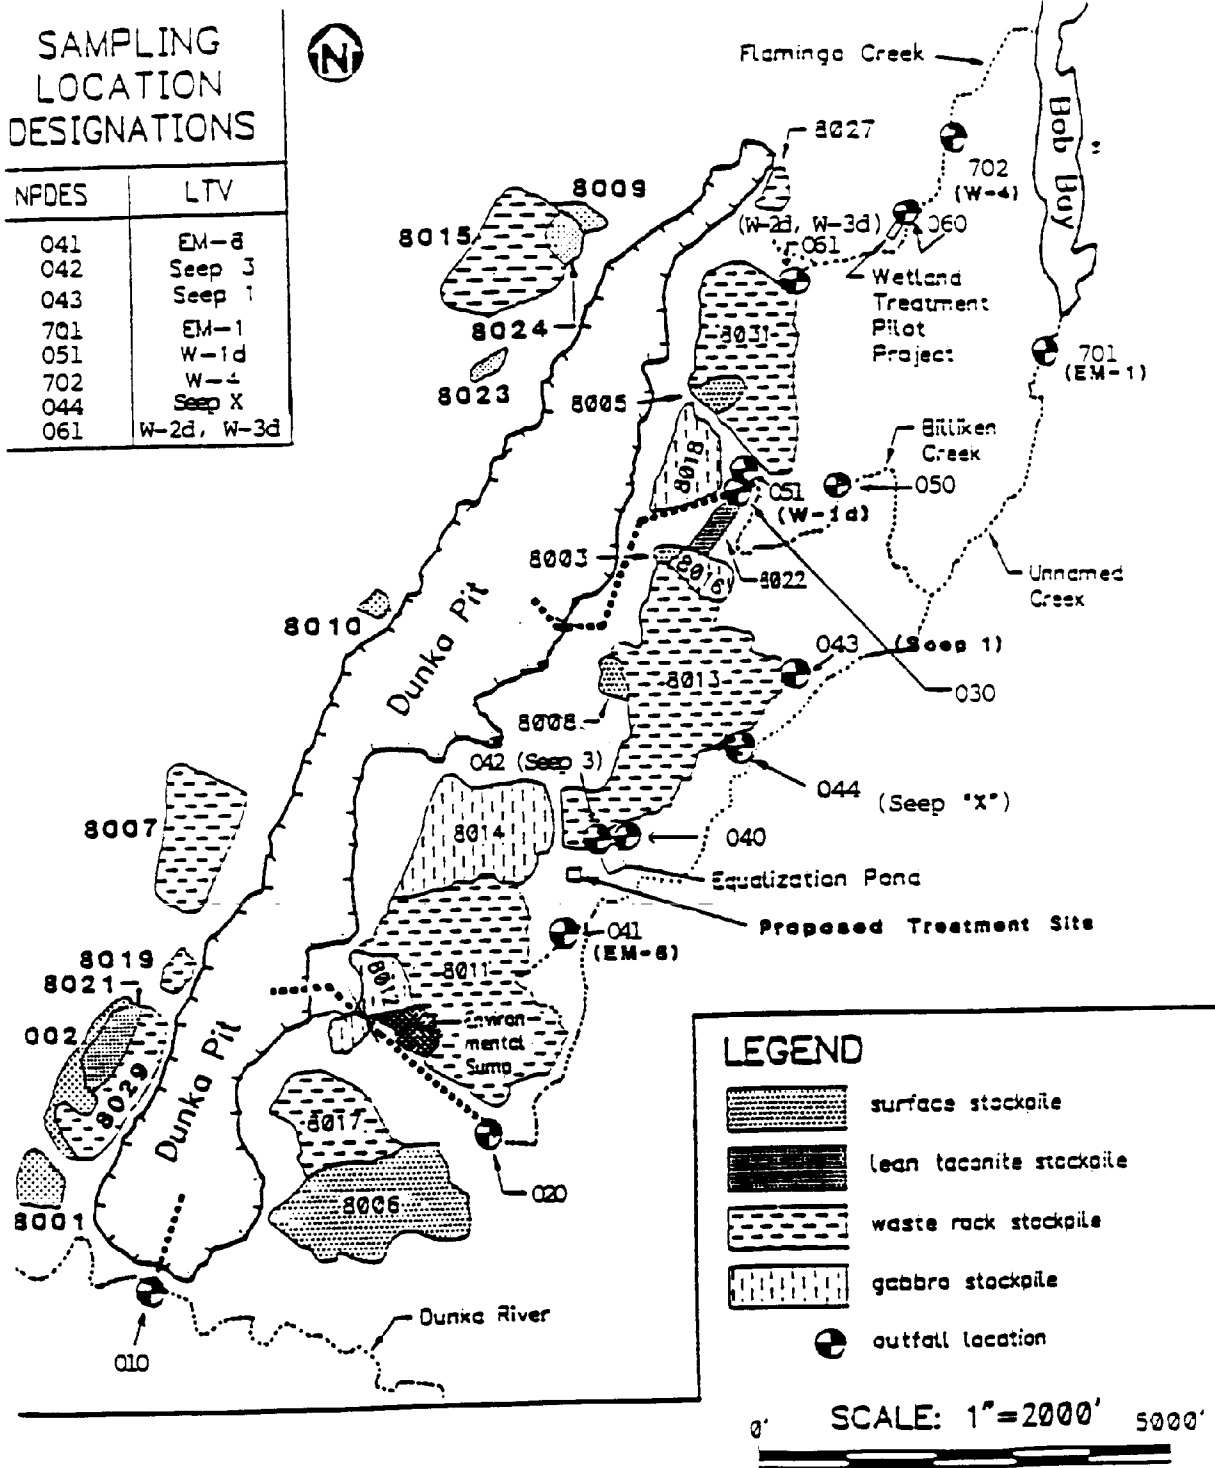 SAMPLING
LOCATION
DESIGNATIONS
NPDES LTV
041 EM-8
042 Seep 3
043 Seep 1
701 EM-1
051 W-1d
702 W-4
044 Seep X
061 W-2d, W-3d
N
Flamingo Creek
Bob Bay
8027
702
(W-4)
8009
8015
(W-2d, W-3d)
061
060
Wetland
Treatment
Pilot
Project
8024
8031
701
(EM-1)
8023
8005
Billiken
Creek
8018
051
(W-1d)
050
8003
8016
8022
Unnamed
Creek
8010
Dunka Pit
043 (Seep 1)
8013
030
8008
042 (Seep 3)
044 (Seep "X")
8007
8014
040
Equalization Pond
Proposed Treatment Site
041
(EM-8)
8019
8021
8011
8012
002
Environ
mental
Sump
8029
Dunka Pit
8017
020
8006
8001
Dunka River
010
LEGEND
surface stockpile
lean taconite stockpile
waste rock stockpile
gabbro stockpile
outfall location
SCALE: 1"=2000'
0' 5000'